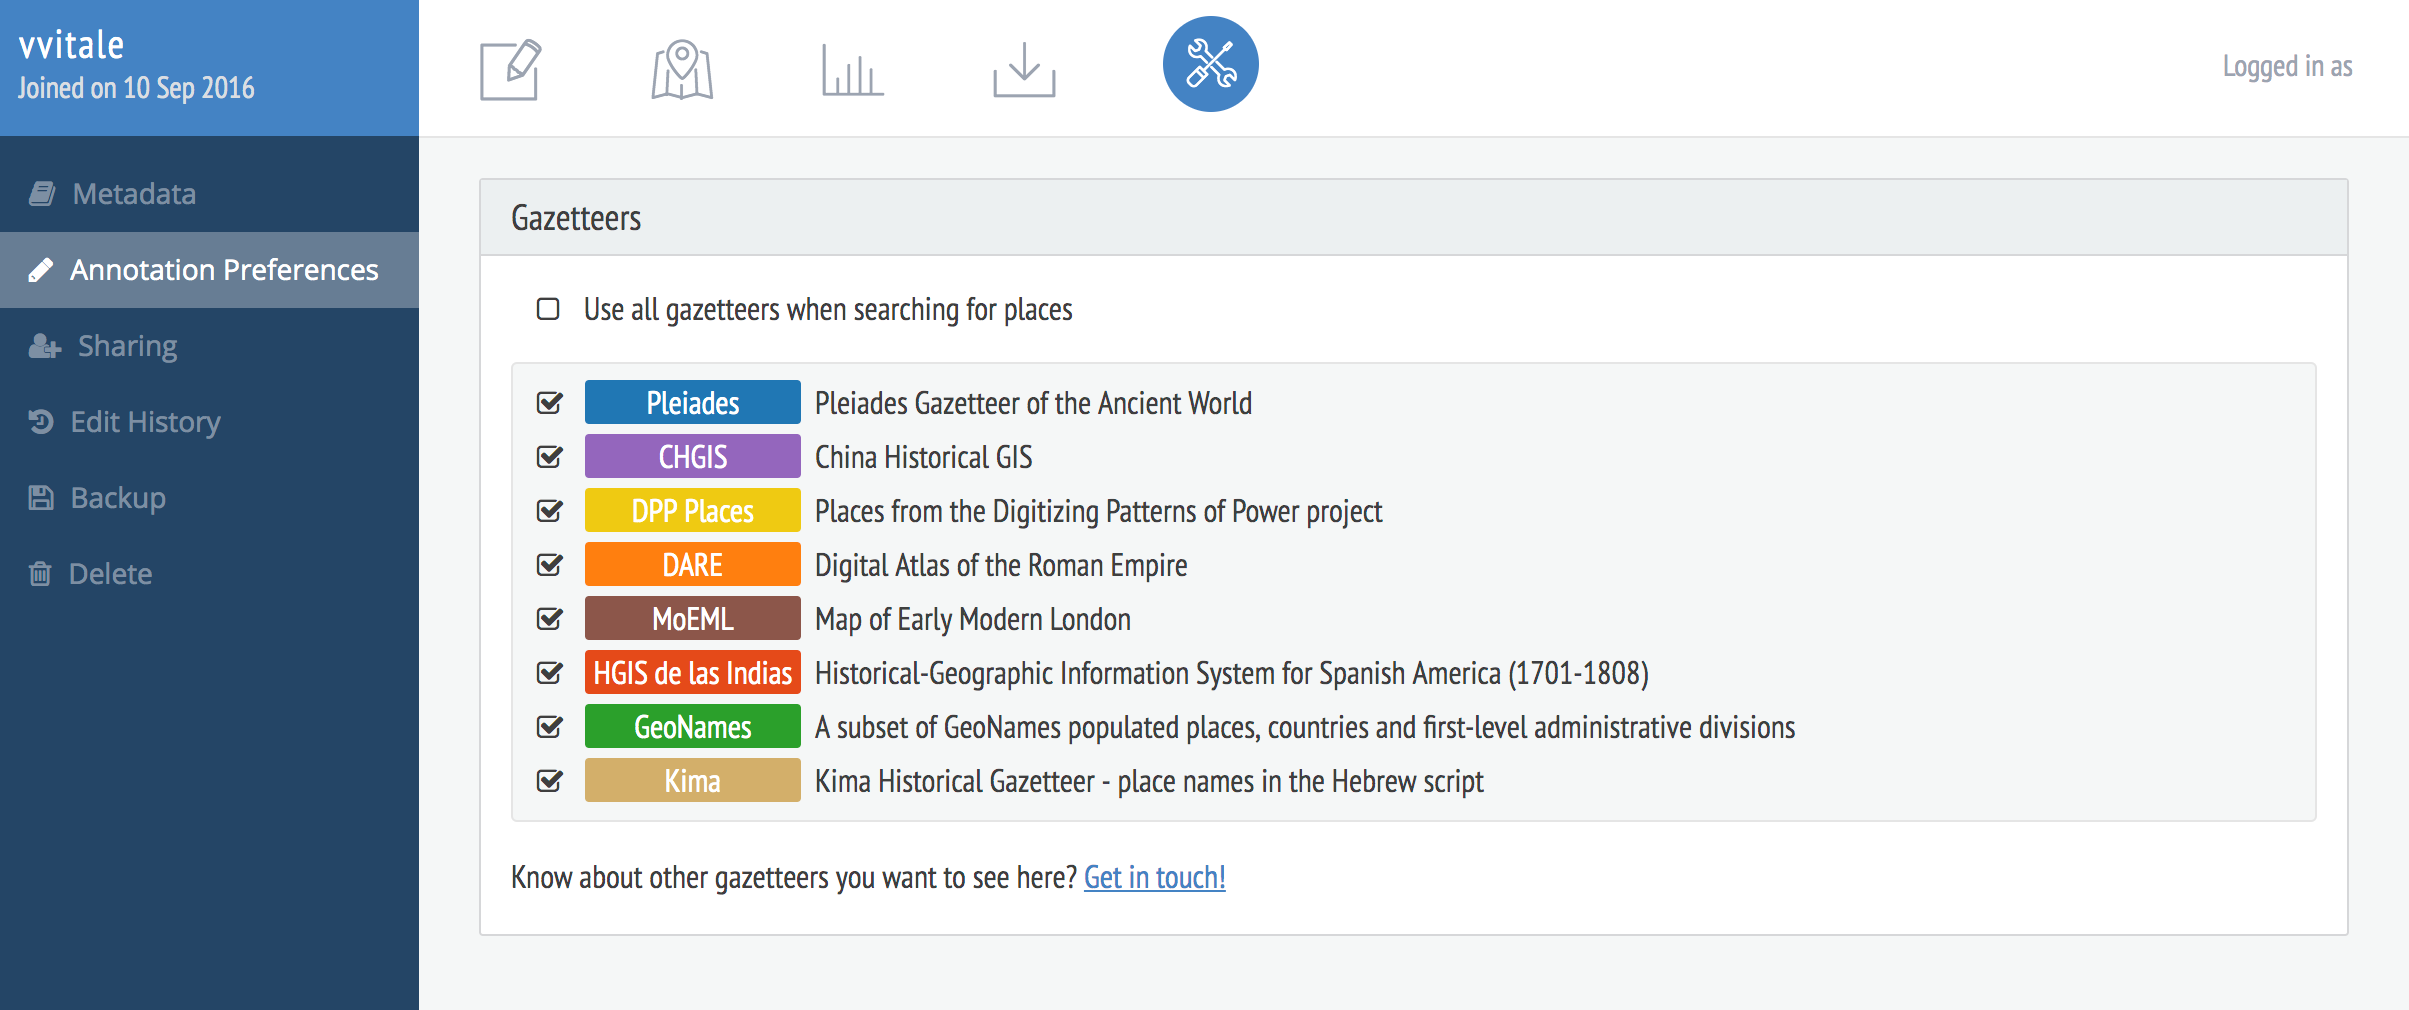 vvitale
Joined on 10 Sep 2016
Logged in as
Metadata
Annotation Preferences
Sharing
Edit History
Backup
Delete
Gazetteers
Use all gazetteers when searching for places
Pleiades Pleiades Gazetteer of the Ancient World
CHGIS China Historical GIS
DPP Places Places from the Digitizing Patterns of Power project
DARE Digital Atlas of the Roman Empire
MoEML Map of Early Modern London
HGIS de las Indias Historical-Geographic Information System for Spanish America (1701-1808)
GeoNames A subset of GeoNames populated places, countries and first-level administrative divisions
Kima Kima Historical Gazetteer - place names in the Hebrew script
Know about other gazetteers you want to see here? Get in touch!